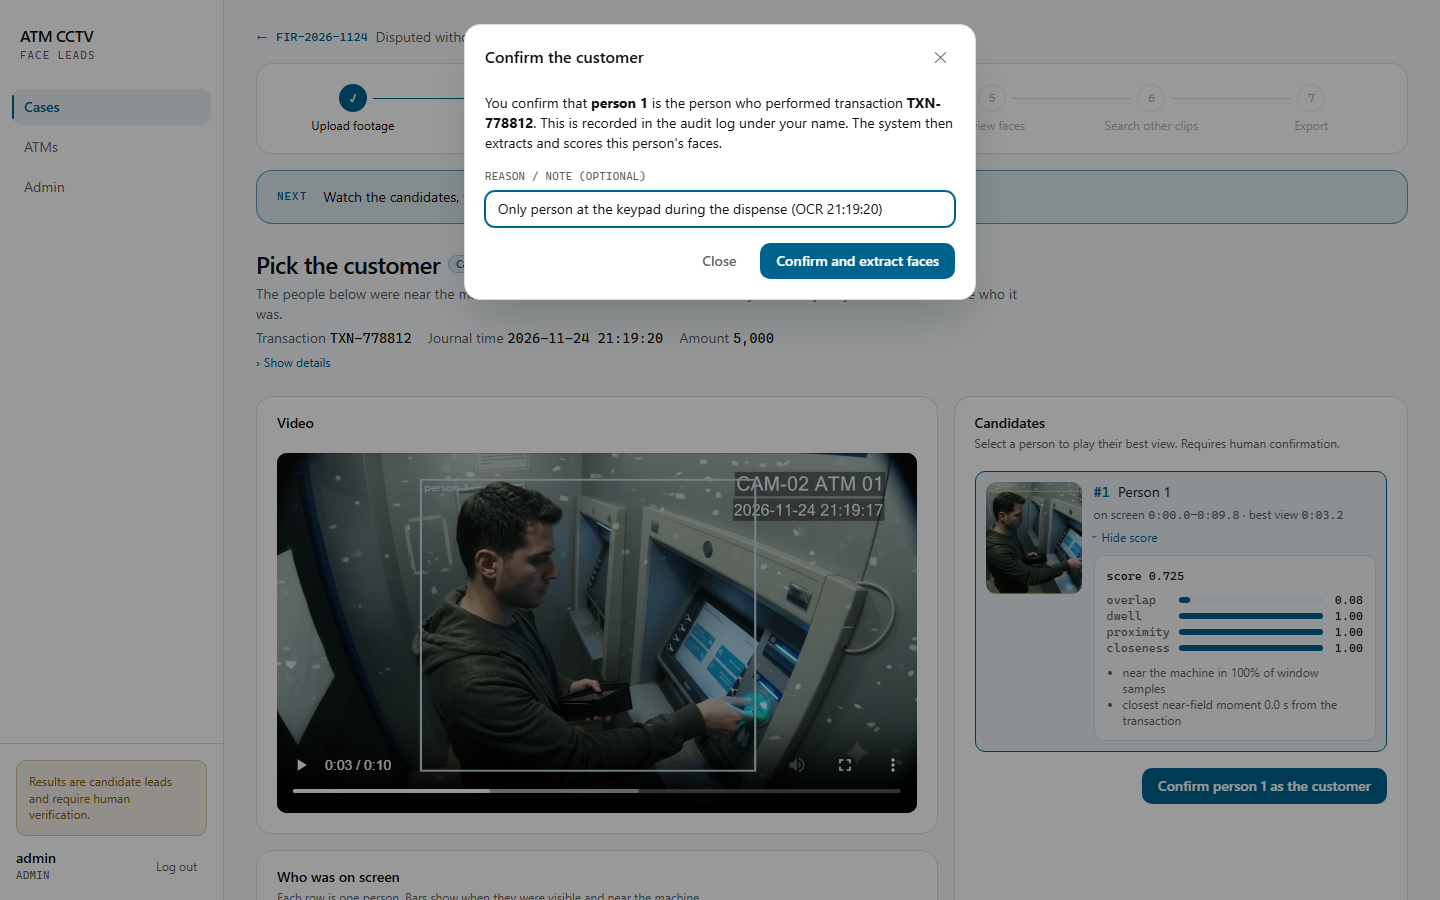 ATM CCTV
FACE LEADS
Cases
ATMs
Admin
Results are candidate leads
and require human
verification.
admin
ADMIN
Log out
← FIR-2026-1124 Disputed
✓
Upload footage
5
faces
6
Search other clips
7
Export
NEXT Watch the candidates,
Confirm the customer
You confirm that person 1 is the person who performed transaction TXN-
778812. This is recorded in the audit log under your name. The system then
extracts and scores this person's faces.
REASON / NOTE (OPTIONAL)
Only person at the keypad during the dispense (OCR 21:19:20)
Close
Confirm and extract faces
Pick the customer
The people below were near the
who it
was.
Transaction TXN-778812 Journal time 2026-11-24 21:19:20 Amount 5,000
› Show details
Video
person 1
CAM-02 ATM 01
2026-11-24 21:19:17
0:03 / 0:10
Candidates
Select a person to play their best view. Requires human confirmation.
#1 Person 1
on screen 0:00.0–0:09.8 · best view 0:03.2
Hide score
score 0.725
overlap 0.08
dwell 1.00
proximity 1.00
closeness 1.00
• near the machine in 100% of window
samples
• closest near-field moment 0.0 s from the
transaction
Confirm person 1 as the customer
Who was on screen
Each row is one person. Bars show when they were visible and near the machine.